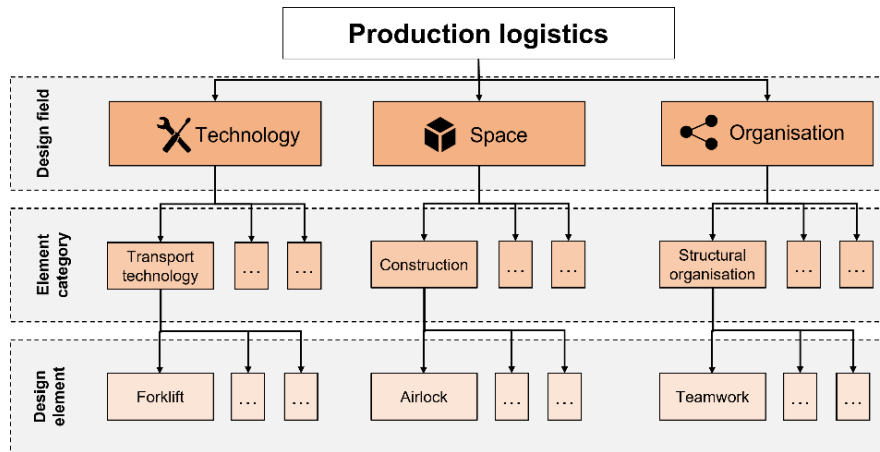 Production logistics
Design field
Technology
Space
Organisation
Element
category
Transport
technology
...
...
Construction
...
...
Structural
organisation
...
...
Design
element
Forklift
...
...
Airlock
...
...
Teamwork
...
...